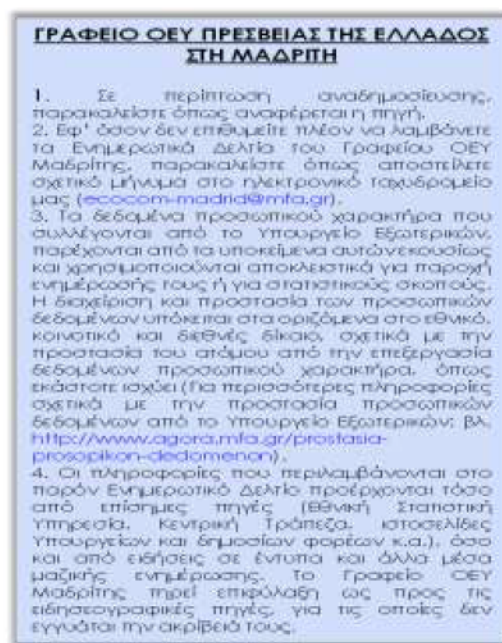 ΓΡΑΦΕΙΟ ΟΕΥ ΠΡΕΣΒΕΙΑΣ ΤΗΣ ΕΛΛΑΔΟΣ
ΣΤΗ ΜΑΔΡΙΤΗ
1. Σε περίπτωση αναδημοσίευσης,
παρακαλείστε όπως αναφέρεται η πηγή.
2. Εφ' όσον δεν επιθυμείτε πλέον να λαμβάνετε
τα Ενημερωτικά Δελτία του Γραφείου ΟΕΥ
Μαδρίτης, παρακαλείστε όπως αποστείλετε
σχετικό μήνυμα στο ηλεκτρονικό ταχυδρομείο
μας (ecocom-madrid@mfa.gr).
3. Τα δεδομένα προσωπικού χαρακτήρα που
συλλέγονται από το Υπουργείο Εξωτερικών,
παρέχονται από τα υποκείμενα αυτών εκουσίως
και χρησιμοποιούνται αποκλειστικά για παροχή
ενημέρωσής τους ή για στατιστικούς σκοπούς.
Η διαχείριση και προστασία των προσωπικών
δεδομένων υπόκειται στα οριζόμενα στο εθνικό,
κοινοτικό και διεθνές δίκαιο, σχετικά με την
προστασία του ατόμου από την επεξεργασία
δεδομένων προσωπικού χαρακτήρα, όπως
εκάστοτε ισχύει (Για περισσότερες πληροφορίες
σχετικά με την προστασία προσωπικών
δεδομένων από το Υπουργείο Εξωτερικών: βλ.
http://www.agora.mfa.gr/prostasia-
prosopikon-dedomenon).
4. Οι πληροφορίες που περιλαμβάνονται στο
παρόν Ενημερωτικό Δελτίο προέρχονται τόσο
από επίσημες πηγές (Εθνική Στατιστική
Υπηρεσία, Κεντρική Τράπεζα, ιστοσελίδες
Υπουργείων και δημοσίων φορέων κ.α.), όσο
και από ειδήσεις σε έντυπα και άλλα μέσα
μαζικής ενημέρωσης. Το Γραφείο ΟΕΥ
Μαδρίτης τηρεί επιφύλαξη ως προς τις
ειδησεογραφικές πηγές, για τις οποίες δεν
εγγυάται την ακρίβειά τους.